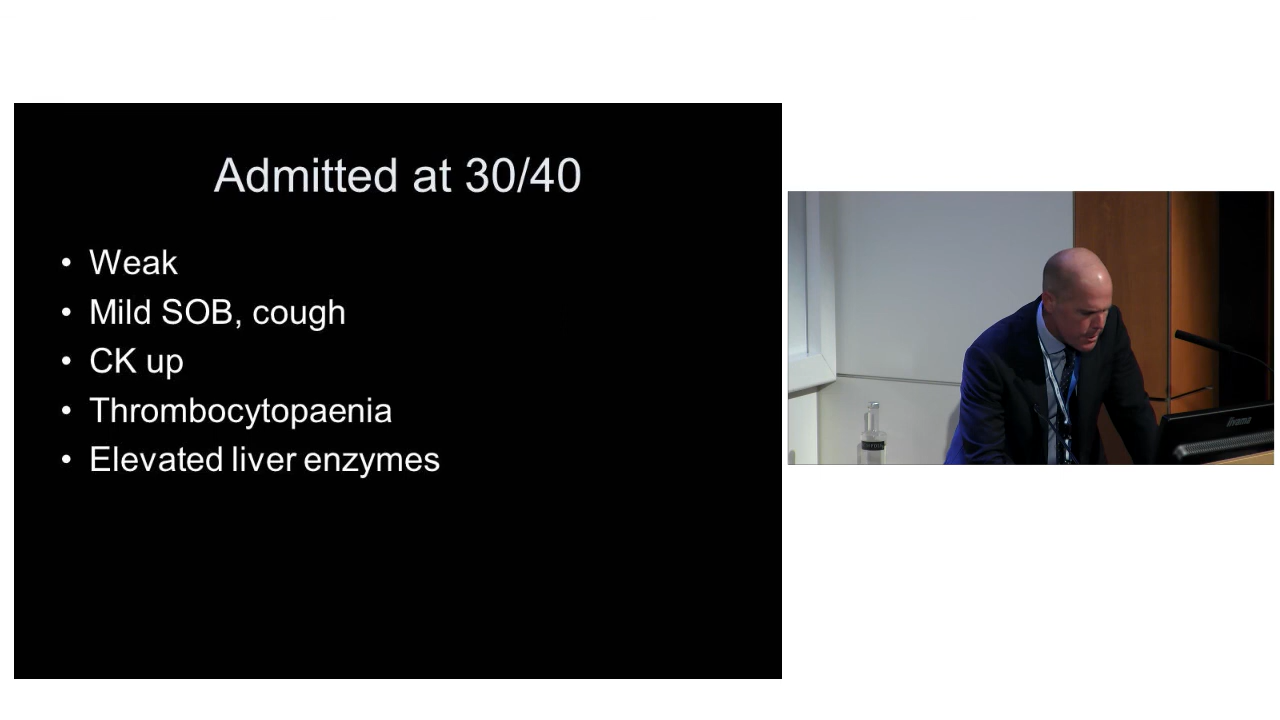 Admitted at 30/40
• Weak
• Mild SOB, cough
• CK up
• Thrombocytopaenia
• Elevated liver enzymes
iiyama